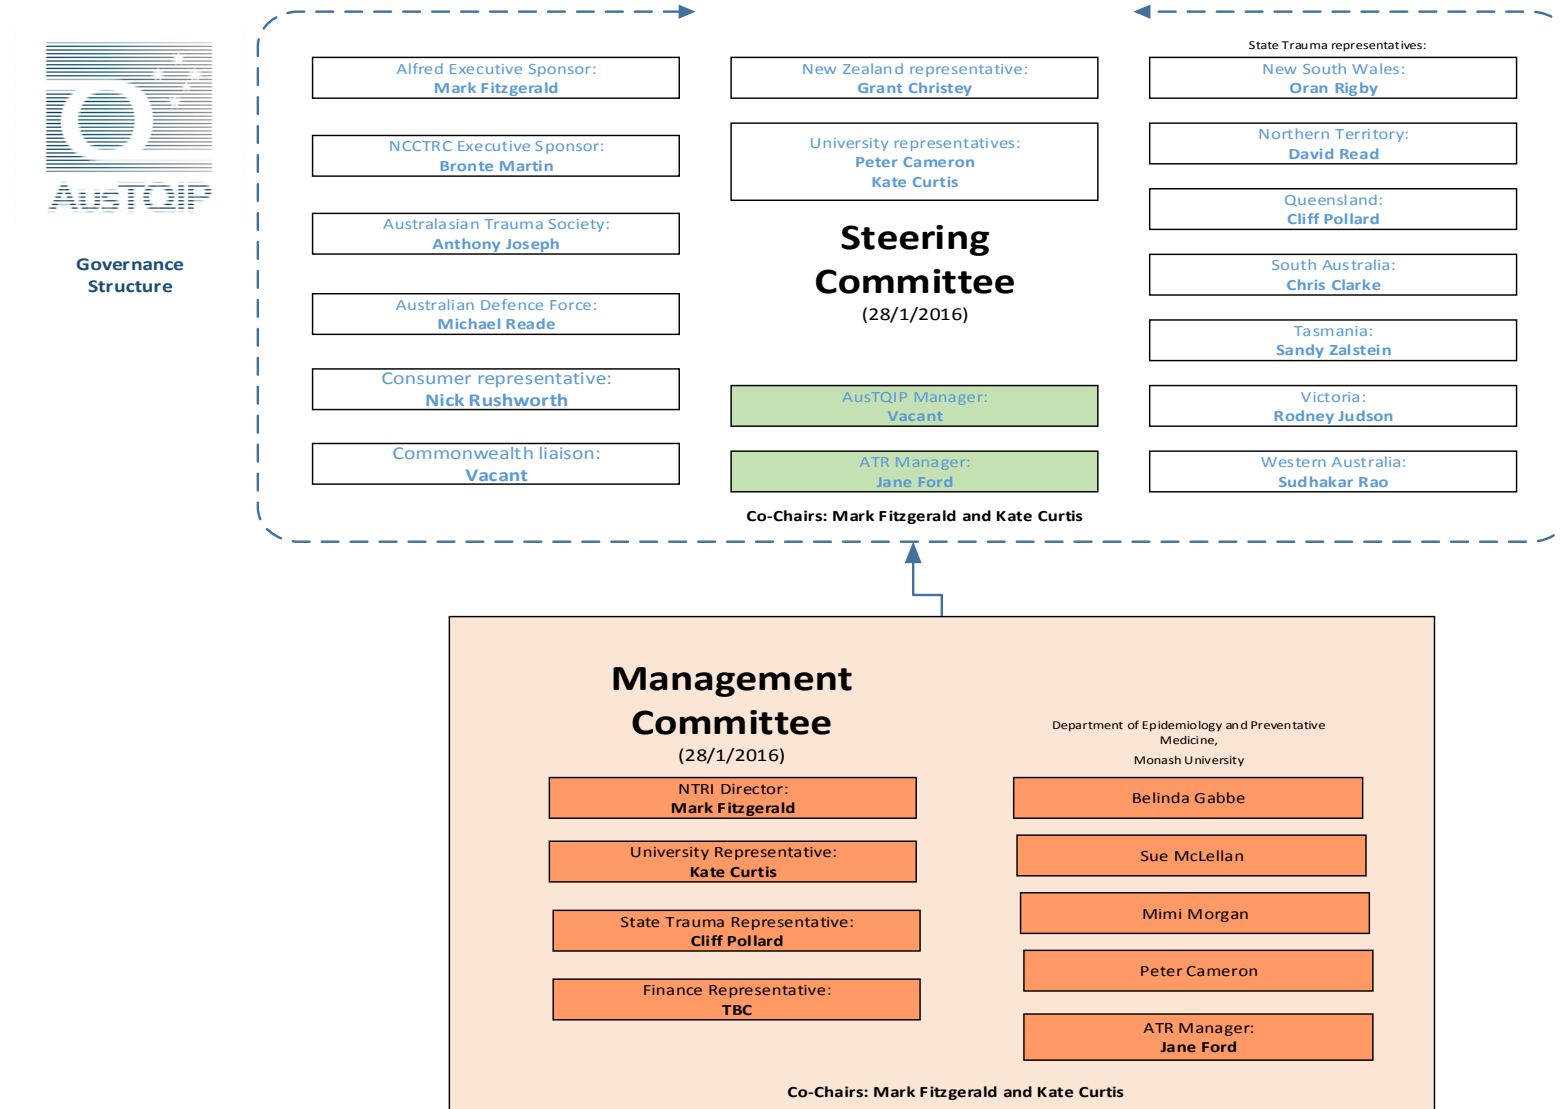 AusTQIP
Governance
Structure
Alfred Executive Sponsor:
Mark Fitzgerald
NCCTRC Executive Sponsor:
Bronte Martin
Australasian Trauma Society:
Anthony Joseph
Australian Defence Force:
Michael Reade
Consumer representative:
Nick Rushworth
Commonwealth liaison:
Vacant
New Zealand representative:
Grant Christey
University representatives:
Peter Cameron
Kate Curtis
Steering
Committee
(28/1/2016)
AusTQIP Manager:
Vacant
ATR Manager:
Jane Ford
State Trauma representatives:
New South Wales:
Oran Rigby
Northern Territory:
David Read
Queensland:
Cliff Pollard
South Australia:
Chris Clarke
Tasmania:
Sandy Zalstein
Victoria:
Rodney Judson
Western Australia:
Sudhakar Rao
Co-Chairs: Mark Fitzgerald and Kate Curtis
Management
Committee
(28/1/2016)
NTRI Director:
Mark Fitzgerald
University Representative:
Kate Curtis
State Trauma Representative:
Cliff Pollard
Finance Representative:
TBC
Department of Epidemiology and Preventative
Medicine,
Monash University
Belinda Gabbe
Sue McLellan
Mimi Morgan
Peter Cameron
ATR Manager:
Jane Ford
Co-Chairs: Mark Fitzgerald and Kate Curtis